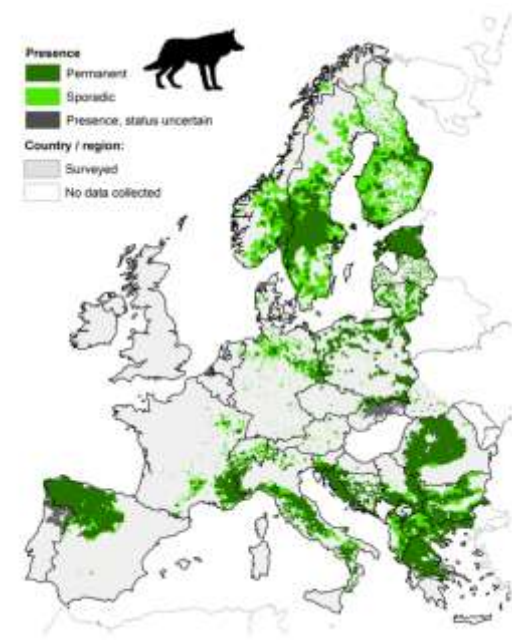 Presence
Permanent
Sporadic
Presence, status uncertain
Country / region:
Surveyed
No data collected